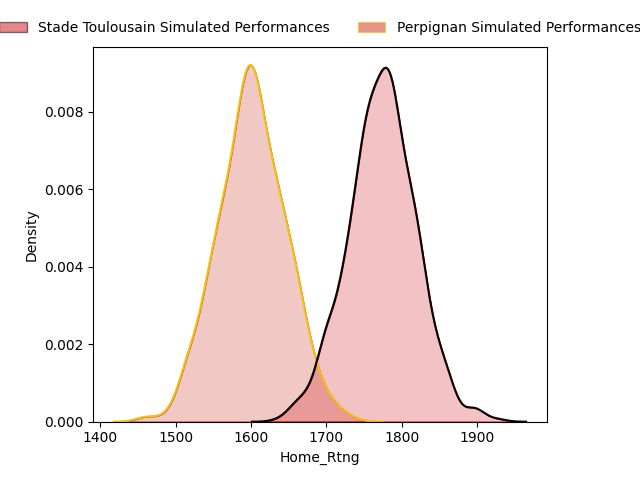 Stade Toulousain Simulated Performances Perpignan Simulated Performances
0.008
0.006
0.004
0.002
0.000
Density
1400 1500 1600 1700 1800 1900
Home_Rtng